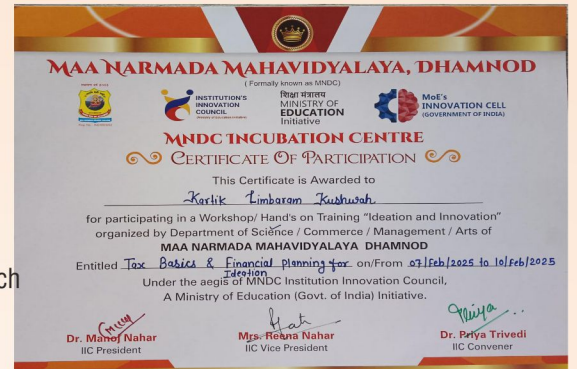 MAA NARMADA MAHAVIDYALAYA, DHAMNOD
( Formally known as MNDC)
INSTITUTION'S
INNOVATION
COUNCIL
शिक्षा मंत्रालय
MINISTRY OF
EDUCATION
Initiative
MoE's
INNOVATION CELL
(GOVERNMENT OF INDIA)
MNDC INCUBATION CENTRE
CERTIFICATE OF PARTICIPATION
This Certificate is Awarded to
Kartik Limbaram Kushwah
for participating in a Workshop/ Hand's on Training "Ideation and Innovation"
organized by Department of Science / Commerce / Management / Arts of
MAA NARMADA MAHAVIDYALAYA DHAMNOD
Entitled Tax Basics & Financial planning for Ideation on/From 07/Feb/2025 to 10/Feb/2025
ch
Under the aegis of MNDC Institution Innovation Council,
A Ministry of Education (Govt. of India) Initiative.
Dr. Manoj Nahar
IIC President
Mrs. Reena Nahar
IIC Vice President
Priya
Dr. Priya Trivedi
IIC Convener